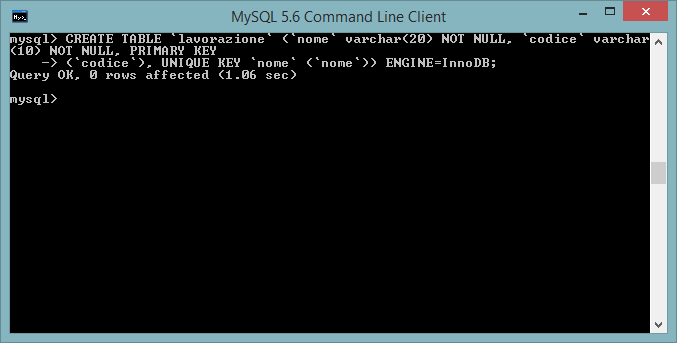 MySQL 5.6 Command Line Client
mysql> CREATE TABLE `lavorazione` (`nome` varchar(20) NOT NULL, `codice` varchar
(10) NOT NULL, PRIMARY KEY
    -> (`codice`), UNIQUE KEY `nome` (`nome`)) ENGINE=InnoDB;
Query OK, 0 rows affected (1.06 sec)
mysql>